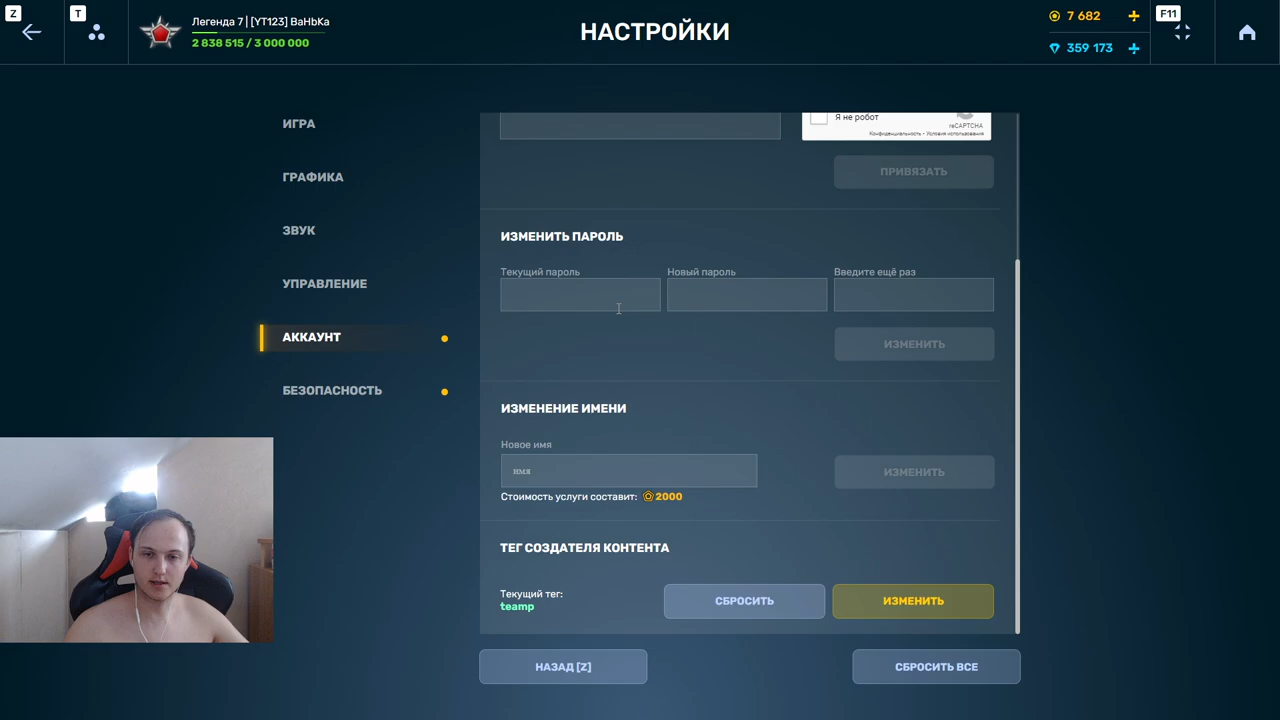 Z
T
Легенда 7 | [YT123] BaHbKa
2 838 515 / 3 000 000
НАСТРОЙКИ
7 682
359 173
F11
ИГРА
ГРАФИКА
ЗВУК
УПРАВЛЕНИЕ
АККАУНТ
БЕЗОПАСНОСТЬ
Я не робот
reCAPTCHA
Конфиденциальность - Условия использования
ПРИВЯЗАТЬ
ИЗМЕНИТЬ ПАРОЛЬ
Текущий пароль Новый пароль Введите ещё раз
ИЗМЕНИТЬ
ИЗМЕНЕНИЕ ИМЕНИ
Новое имя
имя
ИЗМЕНИТЬ
Стоимость услуги составит: 2000
ТЕГ СОЗДАТЕЛЯ КОНТЕНТА
Текущий тег:
teamp
СБРОСИТЬ
ИЗМЕНИТЬ
НАЗАД [Z]
СБРОСИТЬ ВСЕ